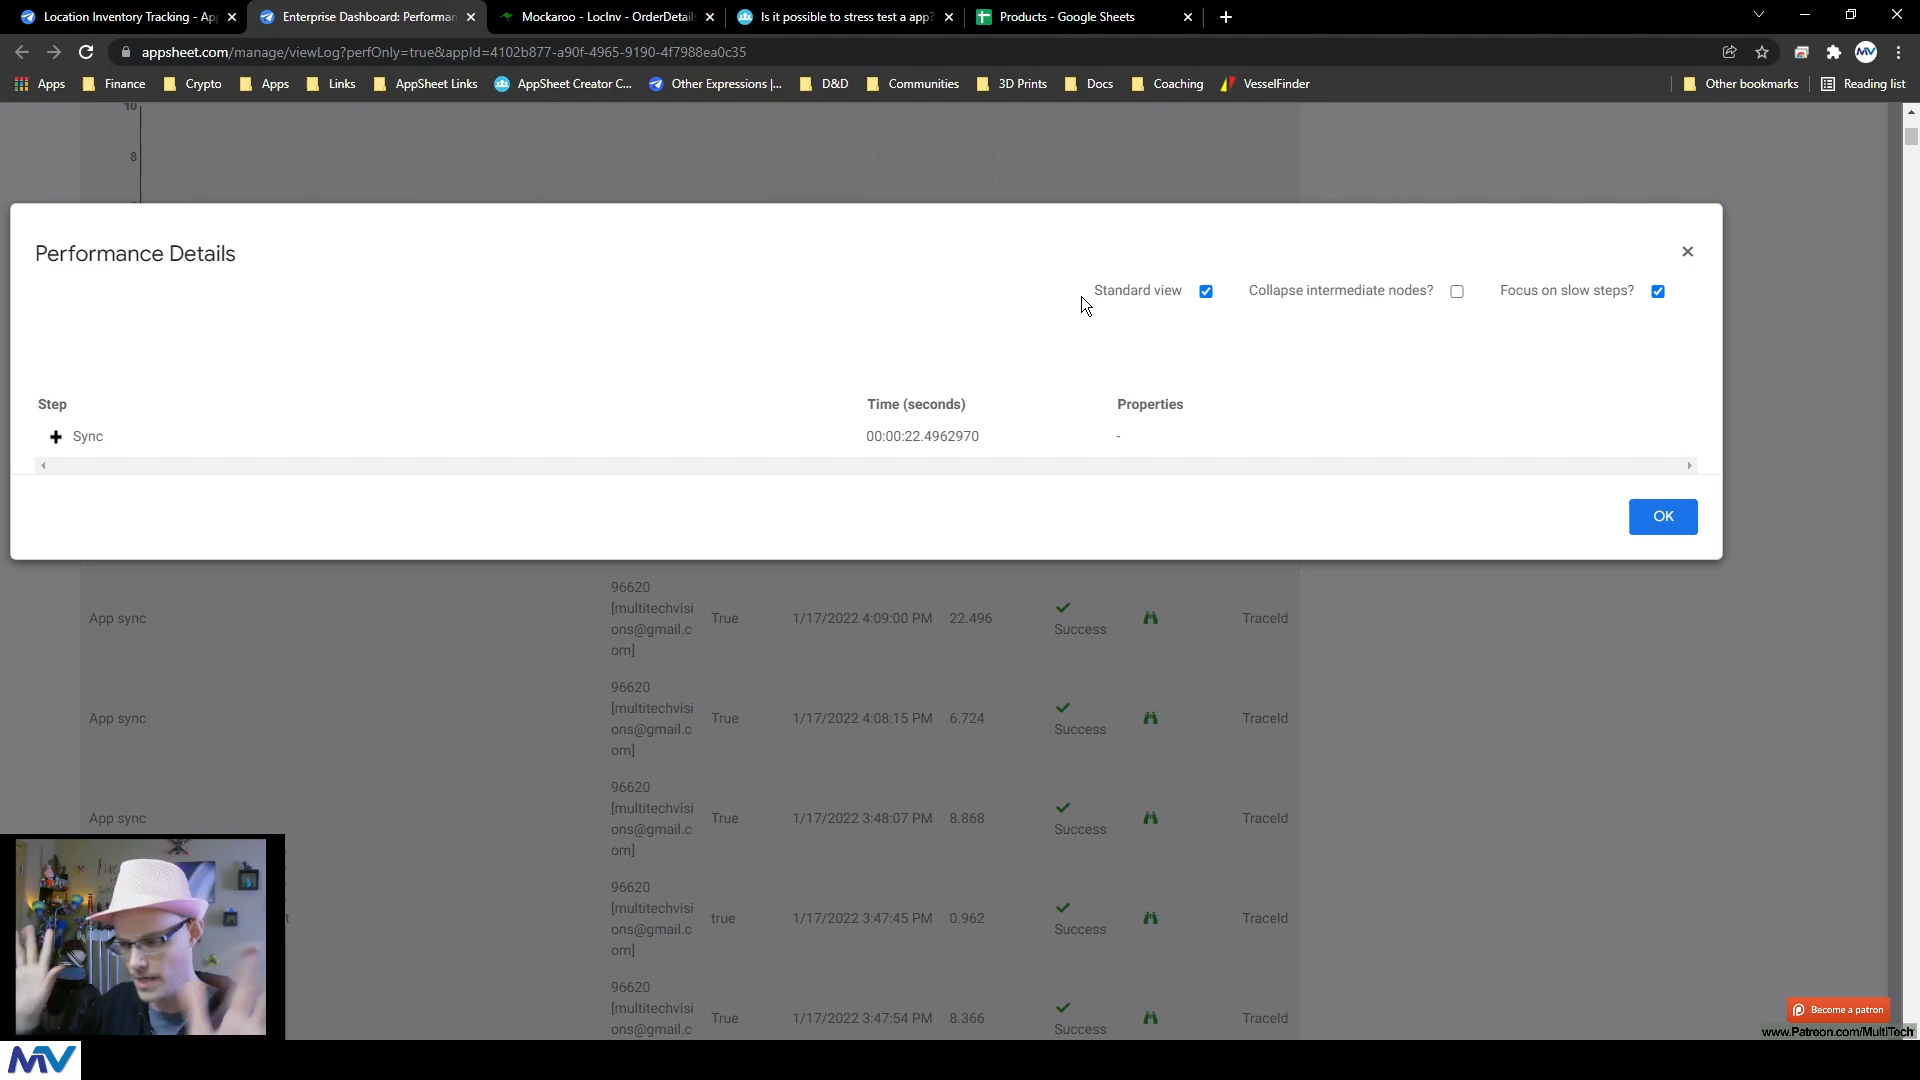 Location Inventory Tracking - Ap
Enterprise Dashboard: Performan
Mockaroo - LocInv - OrderDetail
Is it possible to stress test a app?
Products - Google Sheets
appsheet.com/manage/viewLog?perfOnly=true&appId=4102b877-a90f-4965-9190-4f7988ea0c35
MV
Apps Finance Crypto Apps Links AppSheet Links AppSheet Creator C... Other Expressions |... D&D Communities 3D Prints Docs Coaching VesselFinder Other bookmarks Reading list
10
8
Performance Details
Standard view Collapse intermediate nodes? Focus on slow steps?
Step Time (seconds) Properties
Sync 00:00:22.4962970 -
OK
96620
[multitechvisi
App sync True 1/17/2022 4:09:00 PM 22.496 TraceId
ons@gmail.c Success
om]
96620
[multitechvisi
App sync True 1/17/2022 4:08:15 PM 6.724 TraceId
ons@gmail.c Success
om]
96620
[multitechvisi
App sync True 1/17/2022 3:48:07 PM 8.868 TraceId
ons@gmail.c Success
om]
96620
[multitechvisi
t true 1/17/2022 3:47:45 PM 0.962 TraceId
ons@gmail.c Success
om]
96620
[multitechvisi
True 1/17/2022 3:47:54 PM 8.366 TraceId
ons@gmail.c Success
Become a patron
www.Patreon.com/MultiTech
MV